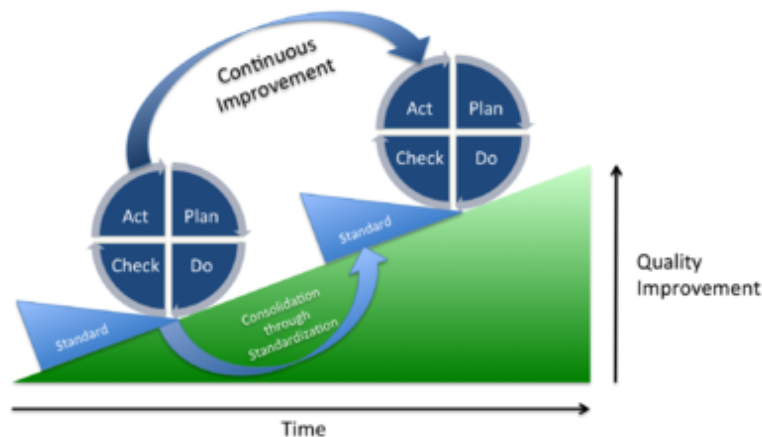 Continuous
Improvement
Act
Plan
Check
Do
Act
Plan
Check
Do
Standard
Standard
Consolidation
through
Standardization
Quality
Improvement
Time